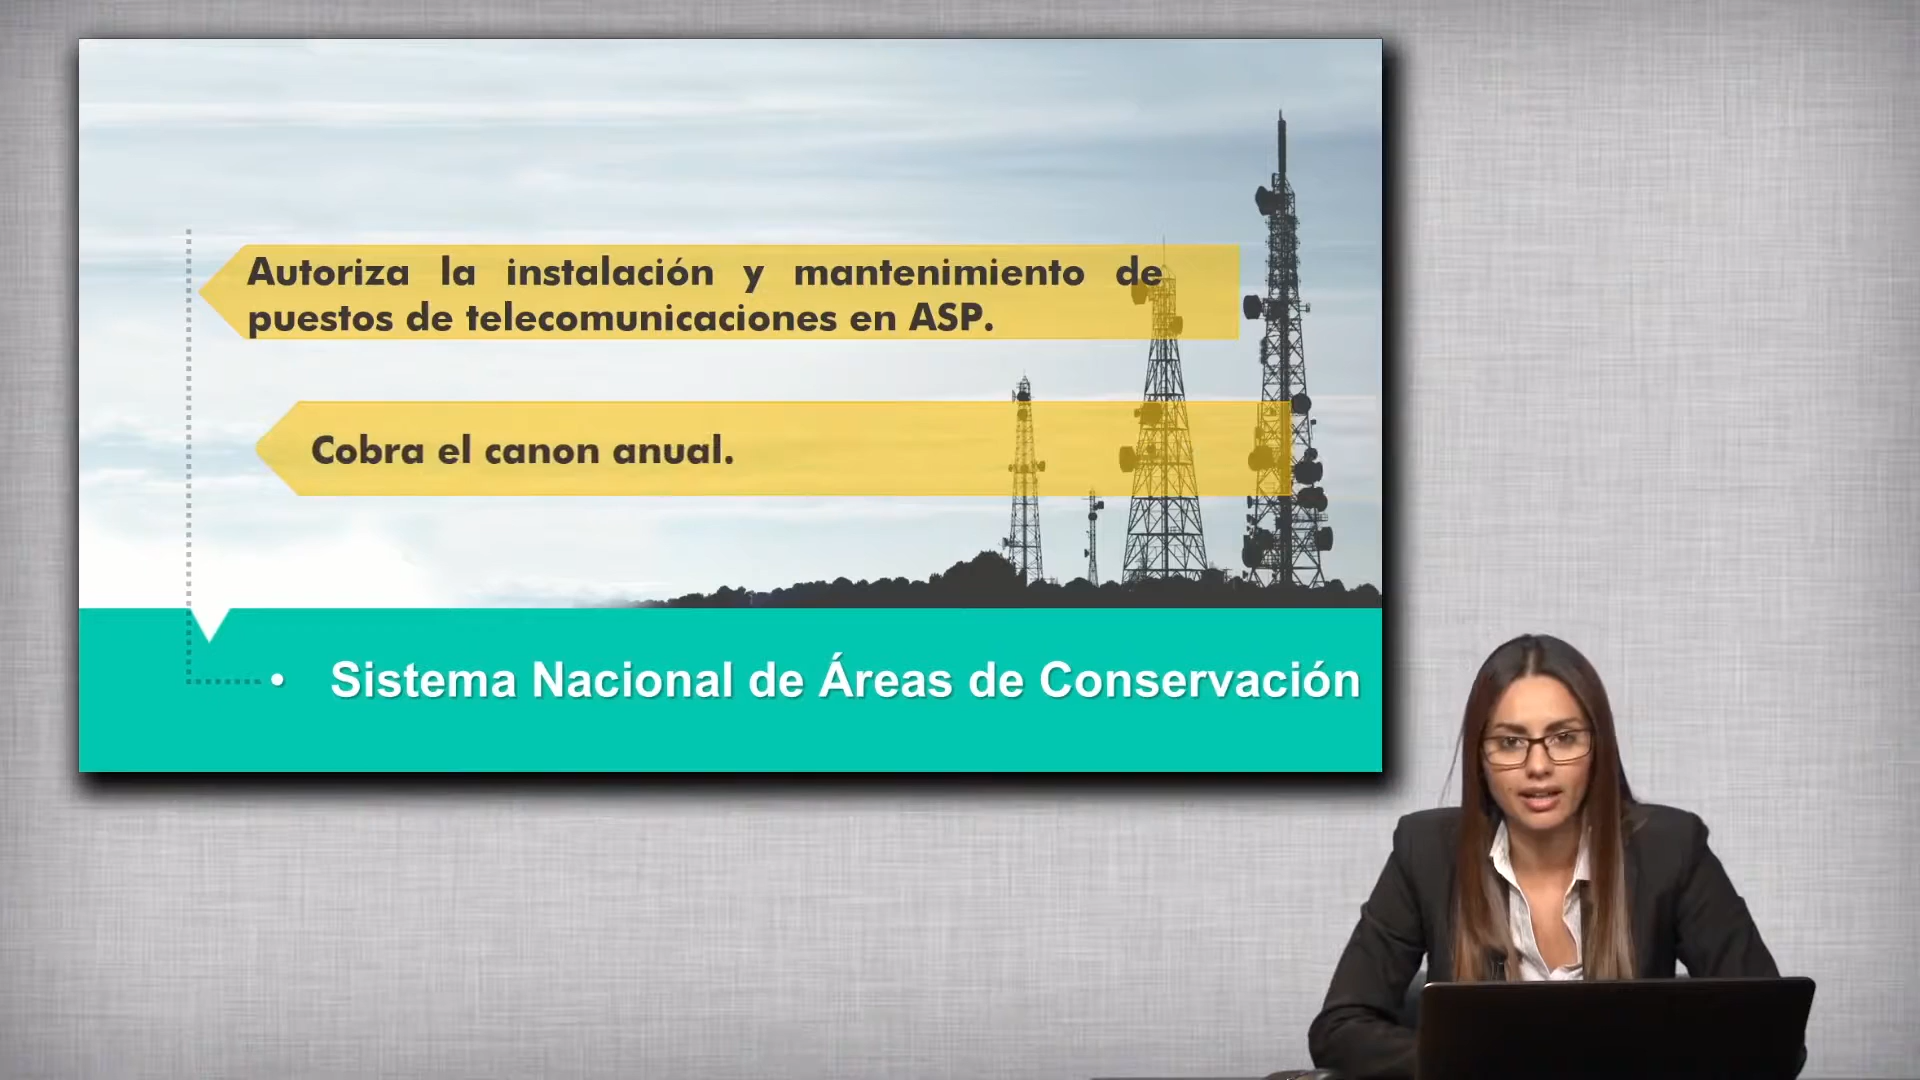 Autoriza la instalación y mantenimiento de
puestos de telecomunicaciones en ASP.
Cobra el canon anual.
• Sistema Nacional de Áreas de Conservación